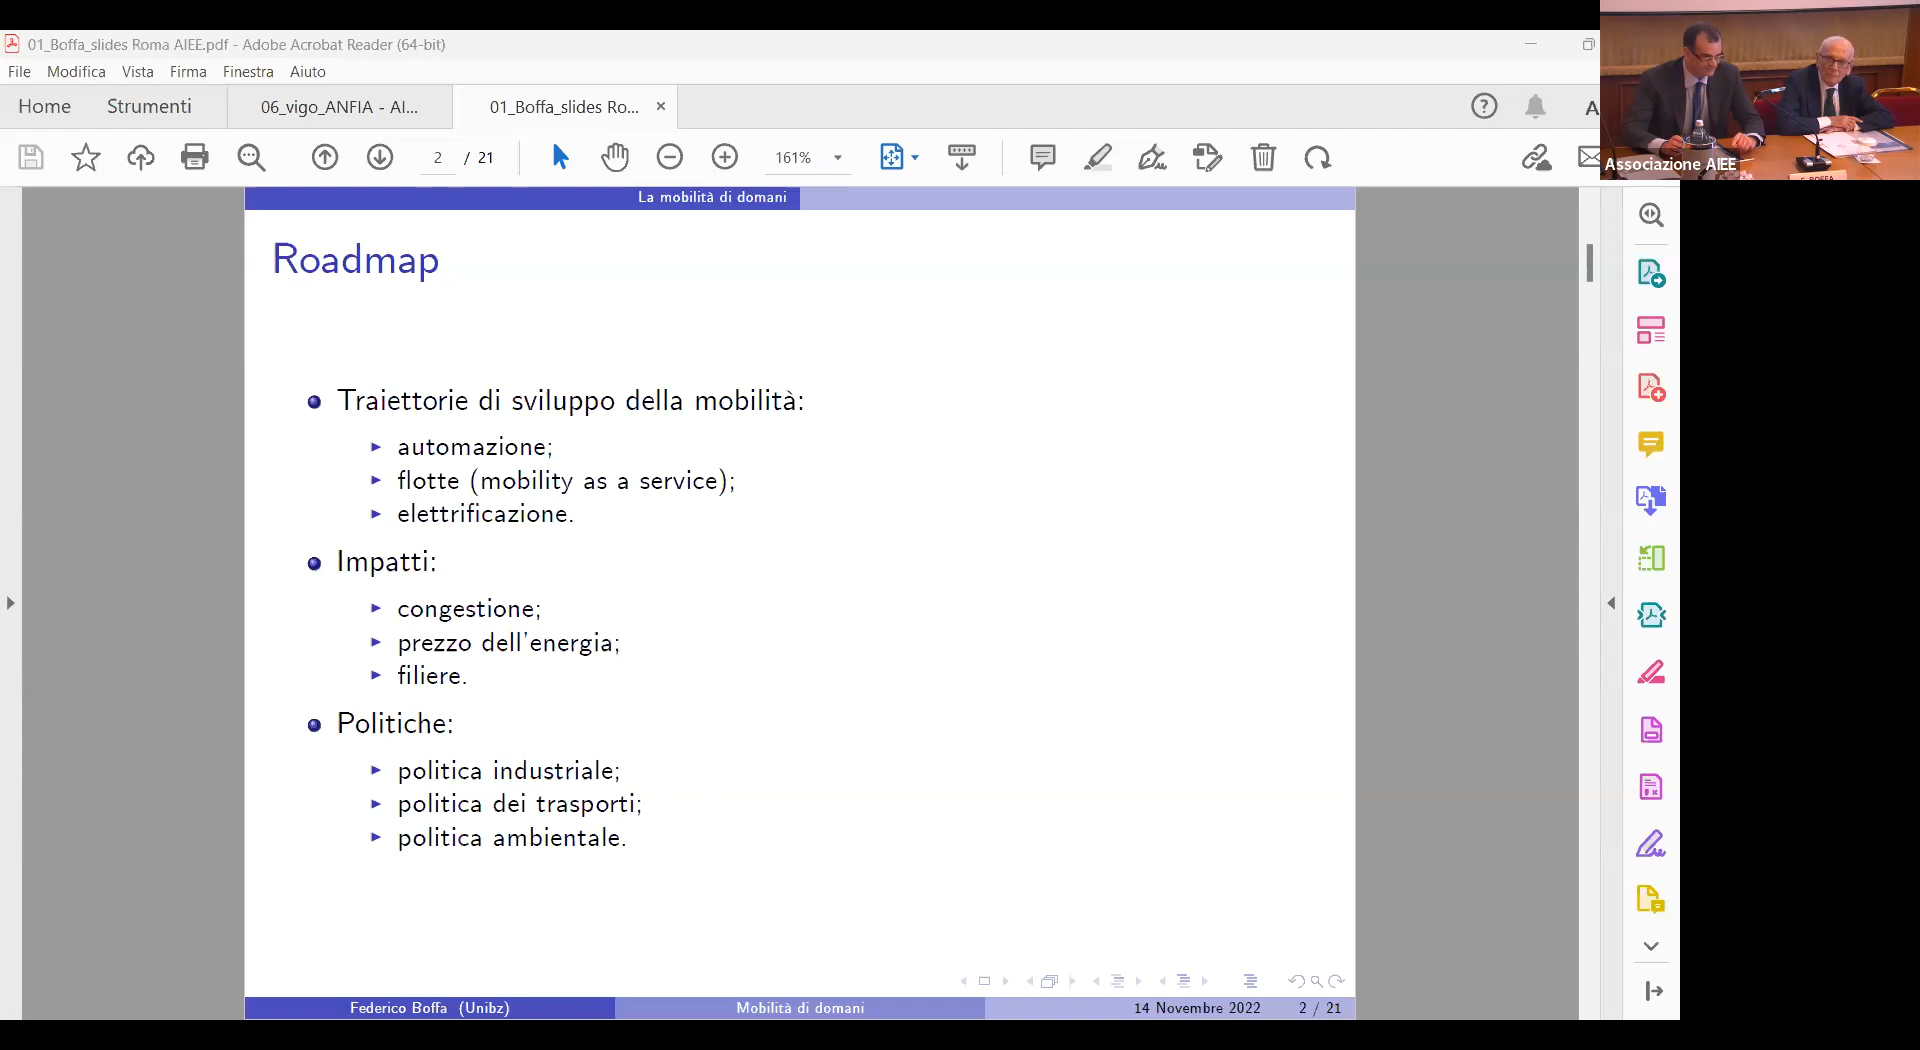 01_Boffa_slides Roma AIEE.pdf - Adobe Acrobat Reader (64-bit)
File Modifica Vista Firma Finestra Aiuto
Home Strumenti 06_vigo_ANFIA - AI... 01_Boffa_slides Ro... A
2 / 21 161%
Associazione AIEE
F. BOFFA
La mobilità di domani
Roadmap
Traiettorie di sviluppo della mobilità:
automazione;
flotte (mobility as a service);
elettrificazione.
Impatti:
congestione;
prezzo dell'energia;
filiere.
Politiche:
politica industriale;
politica dei trasporti;
politica ambientale.
Federico Boffa (Unibz) Mobilità di domani 14 Novembre 2022 2 / 21